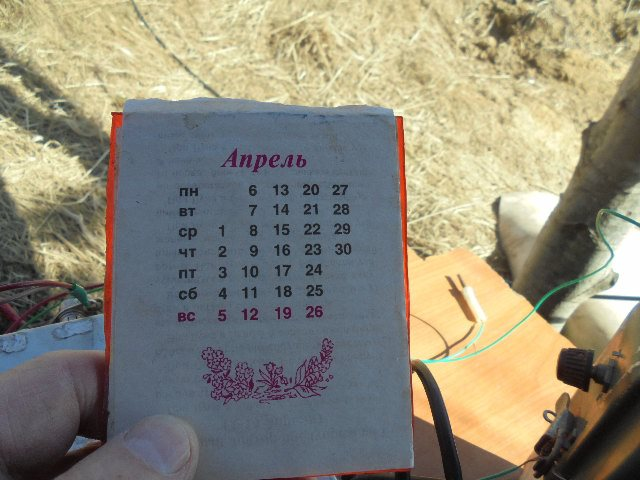 Апрель
пн 6 13 20 27
вт 7 14 21 28
ср 1 8 15 22 29
чт 2 9 16 23 30
пт 3 10 17 24
сб 4 11 18 25
вс 5 12 19 26